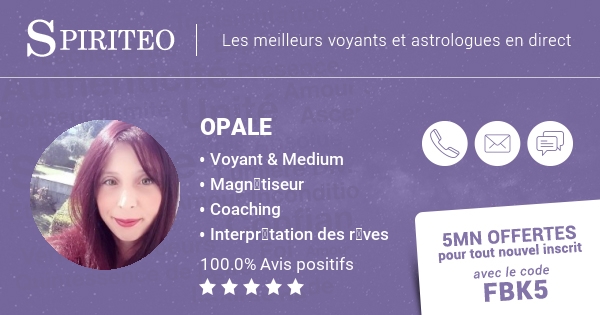 SPIRITEO
Les meilleurs voyants et astrologues en direct
OPALE
• Voyant & Medium
• Magn▯tiseur
• Coaching
• Interpr▯tation des r▯ves
100.0% Avis positifs
5MN OFFERTES
pour tout nouvel inscrit
avec le code
FBK5